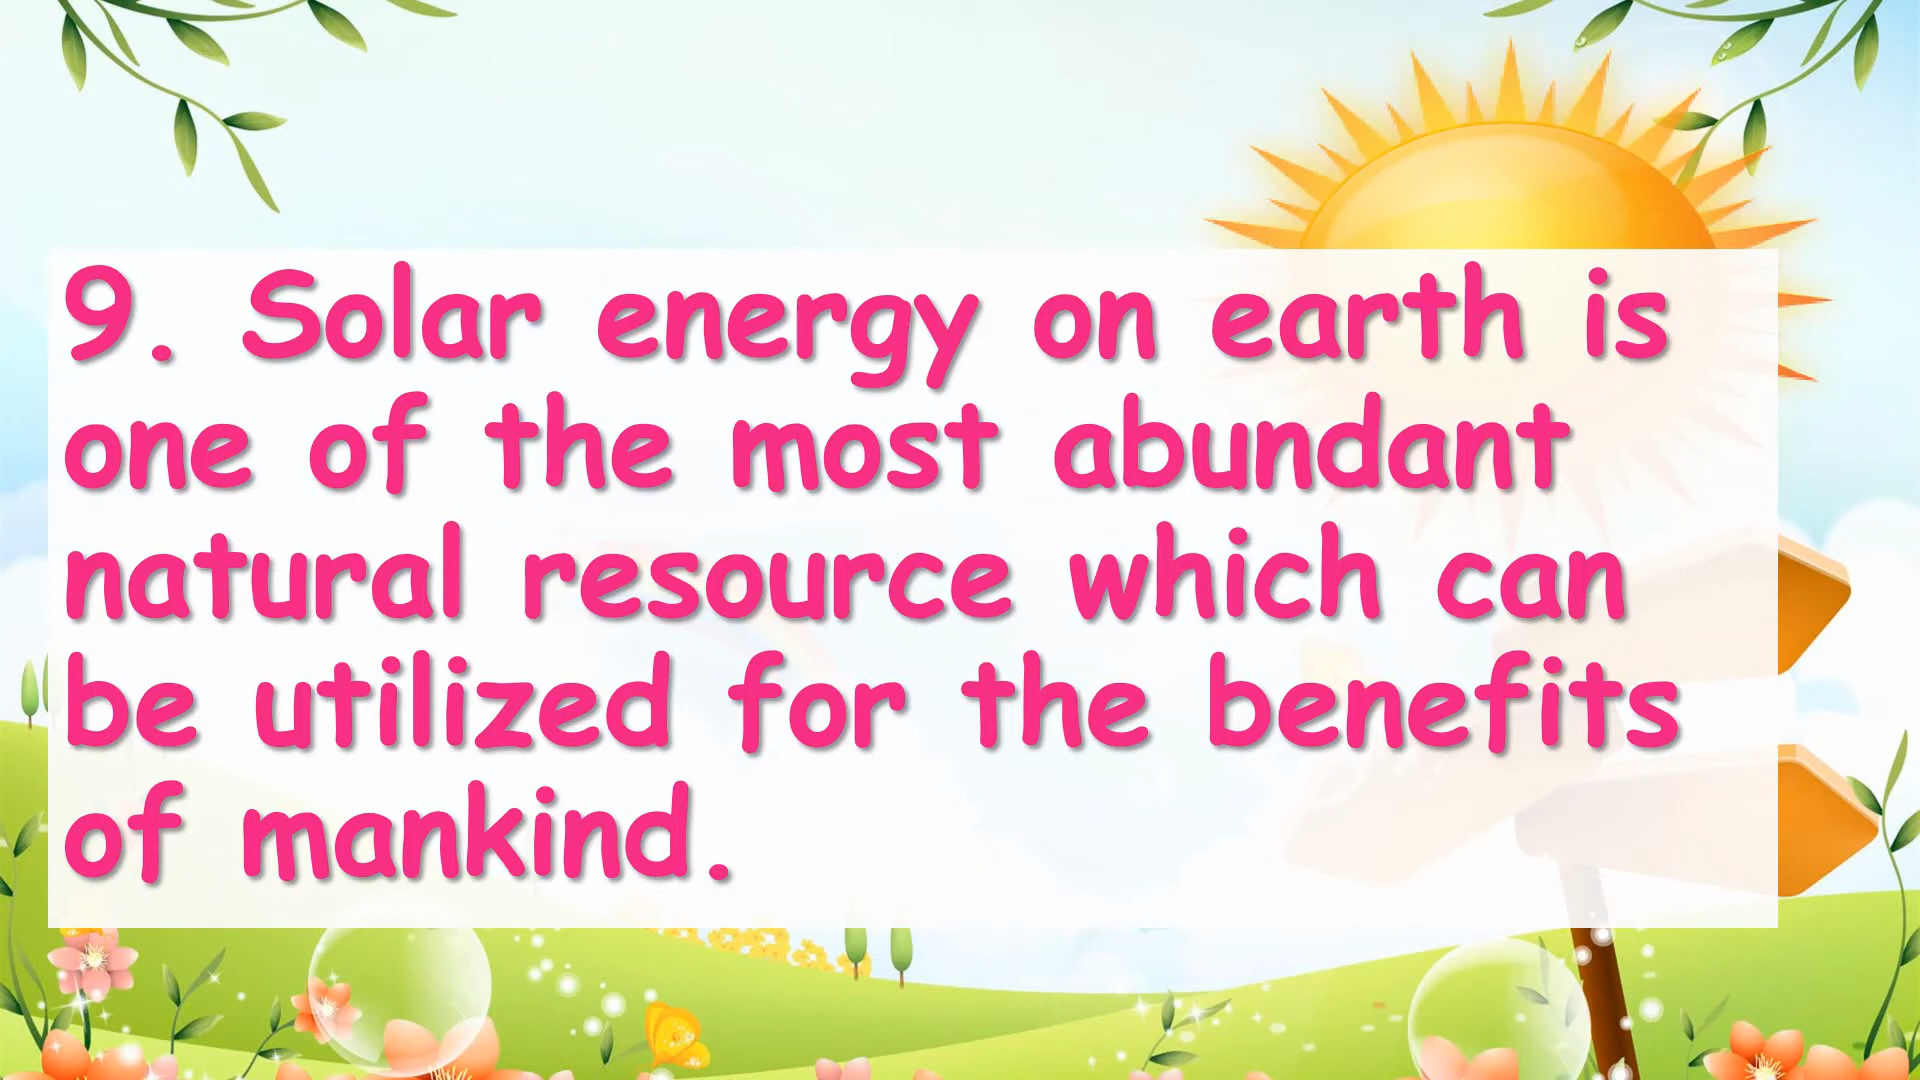 9. Solar energy on earth is
one of the most abundant
natural resource which can
be utilized for the benefits
of mankind.